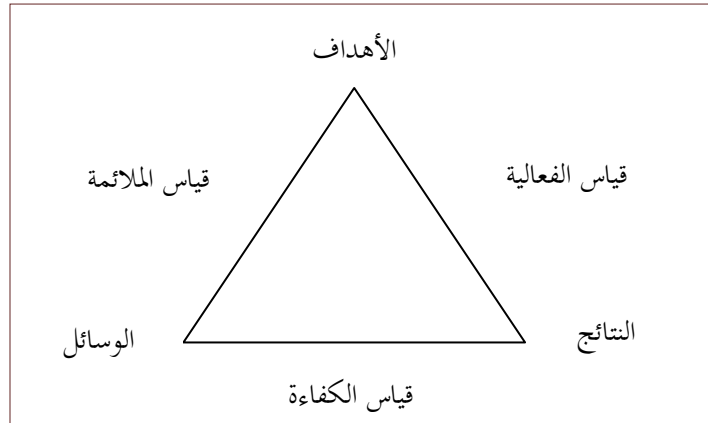 الأهداف
قياس الفعالية
قياس الملائمة
النتائج
الوسائل
قياس الكفاءة